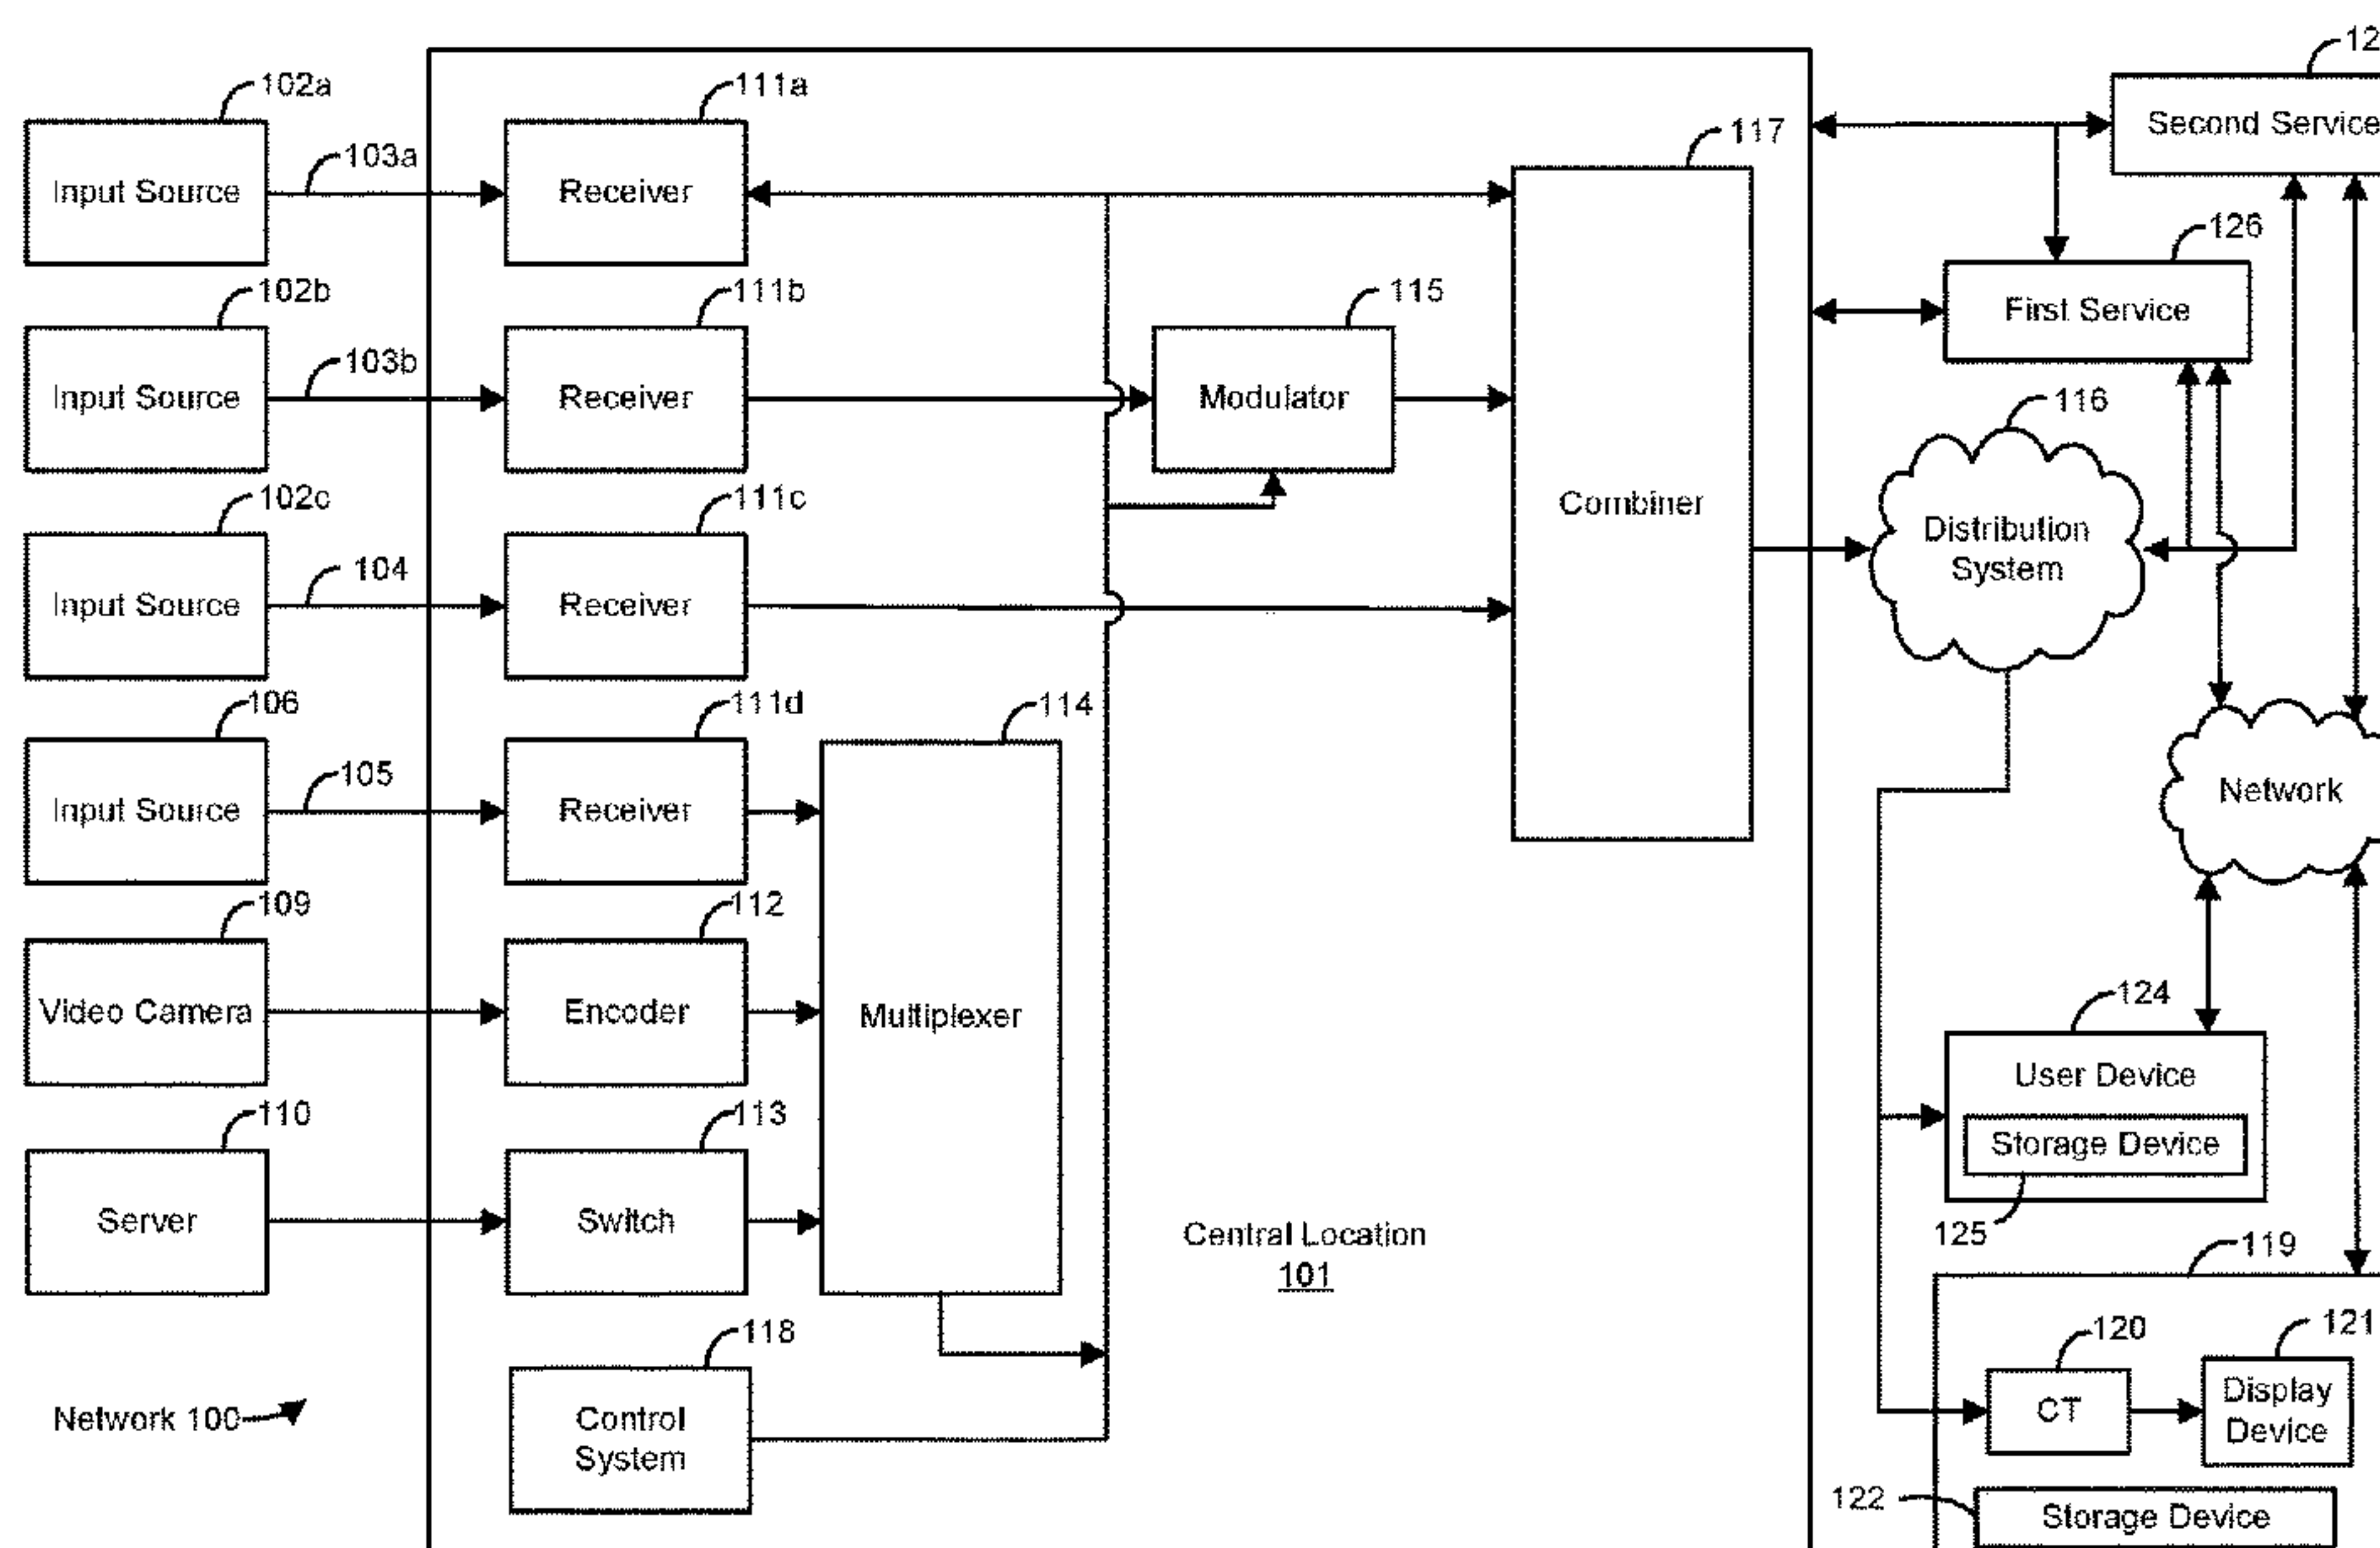 12
102a
111a
117
Second Service
103a
Input Source
Receiver
126
102b
111b
115
First Service
103b
Input Source
Receiver
Modulator
116
102c
111c
Combiner
Distribution
System
104
Input Source
Receiver
106
111d
114
105
Network
Input Source
Receiver
109
112
124
Video Camera
Encoder
Multiplexer
User Device
110
113
Storage Device
Server
Switch
Central Location
101
125
119
118
120
121
Network 100
Control
System
CT
Display
Device
122
Storage Device